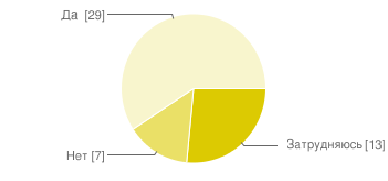 Да [29]
Затрудняюсь [13]
Нет [7]